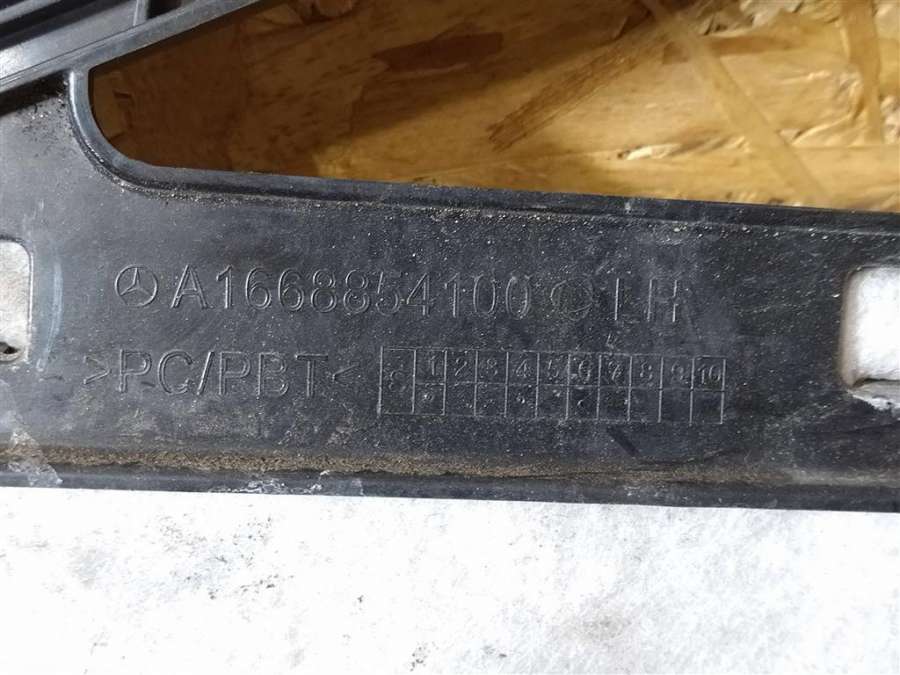 A1668854100 LH
>PC/PBT< 1 2 3 4 5 6 7 8 9 10